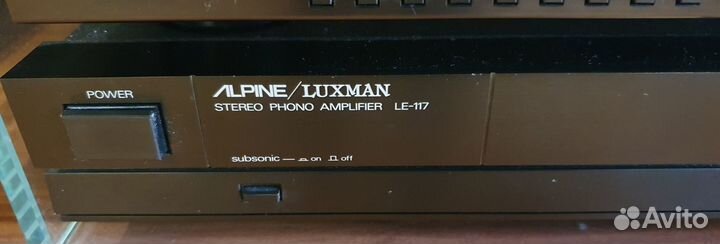 POWER
ALPINE/LUXMAN
STEREO PHONO AMPLIFIER LE-117
subsonic — on off
Avito